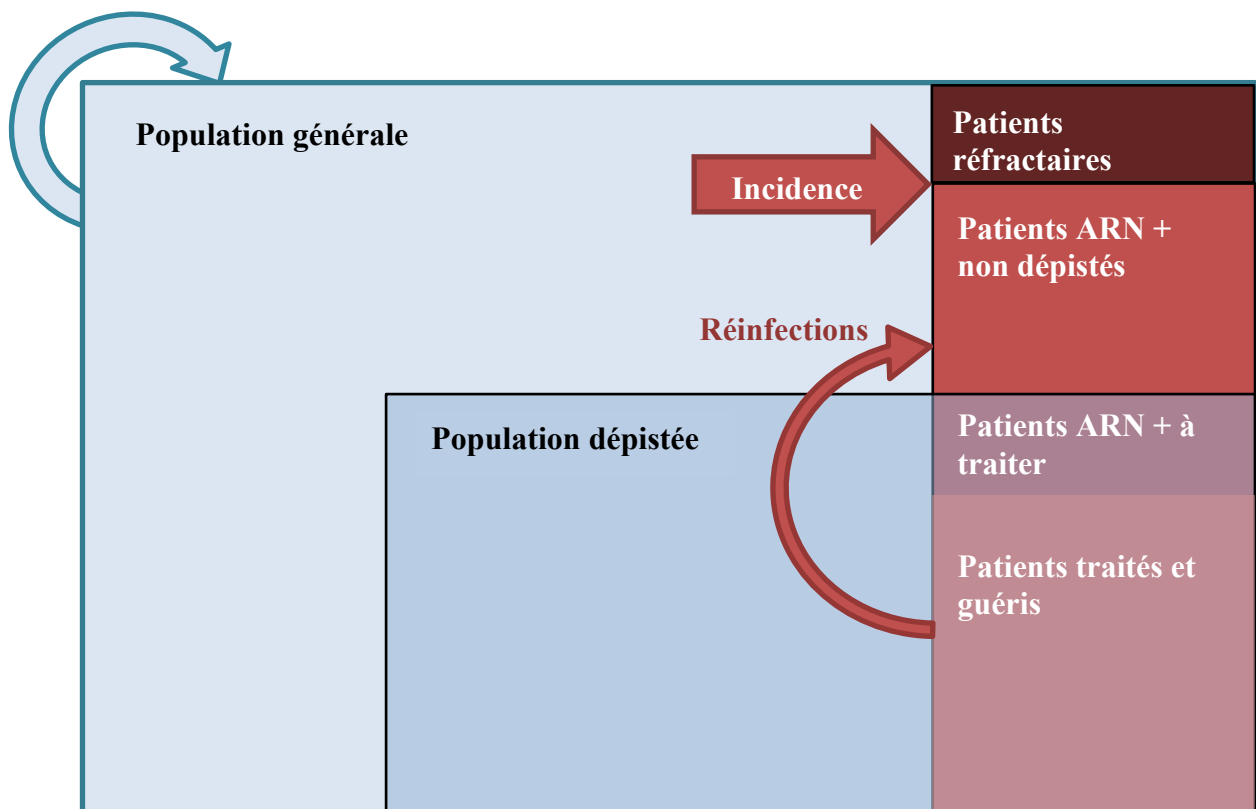 Population générale
Patients
réfractaires
Incidence
Patients ARN +
non dépistés
Réinfections
Population dépistée
Patients ARN + à
traiter
Patients traités et
guéris